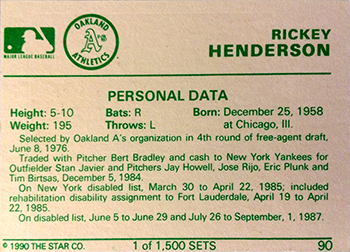 MAJOR LEAGUE BASEBALL
OAKLAND
A's
ATHLETICS
RICKEY
HENDERSON
PERSONAL DATA
Height: 5-10 Bats: R Born: December 25, 1958
Weight: 195 Throws: L at Chicago, Ill.
Selected by Oakland A's organization in 4th round of free-agent draft,
June 8, 1976.
Traded with Pitcher Bert Bradley and cash to New York Yankees for
Outfielder Stan Javier and Pitchers Jay Howell, Jose Rijo, Eric Plunk and
Tim Birtsas, December 5, 1984.
On New York disabled list, March 30 to April 22, 1985; included
rehabilitation disability assignment to Fort Lauderdale, April 19 to April
22, 1985.
On disabled list, June 5 to June 29 and July 26 to September, 1, 1987.
© 1990 THE STAR CO. 1 of 1,500 SETS 90